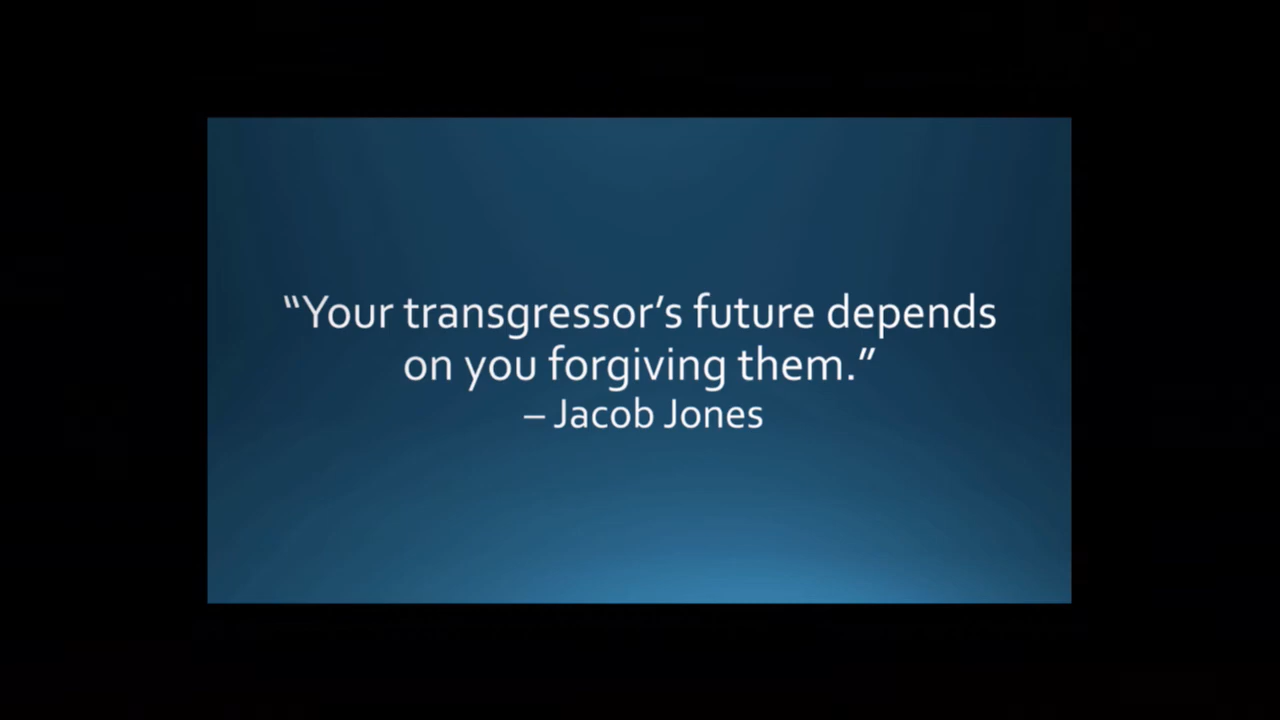 “Your transgressor’s future depends
on you forgiving them.”
– Jacob Jones